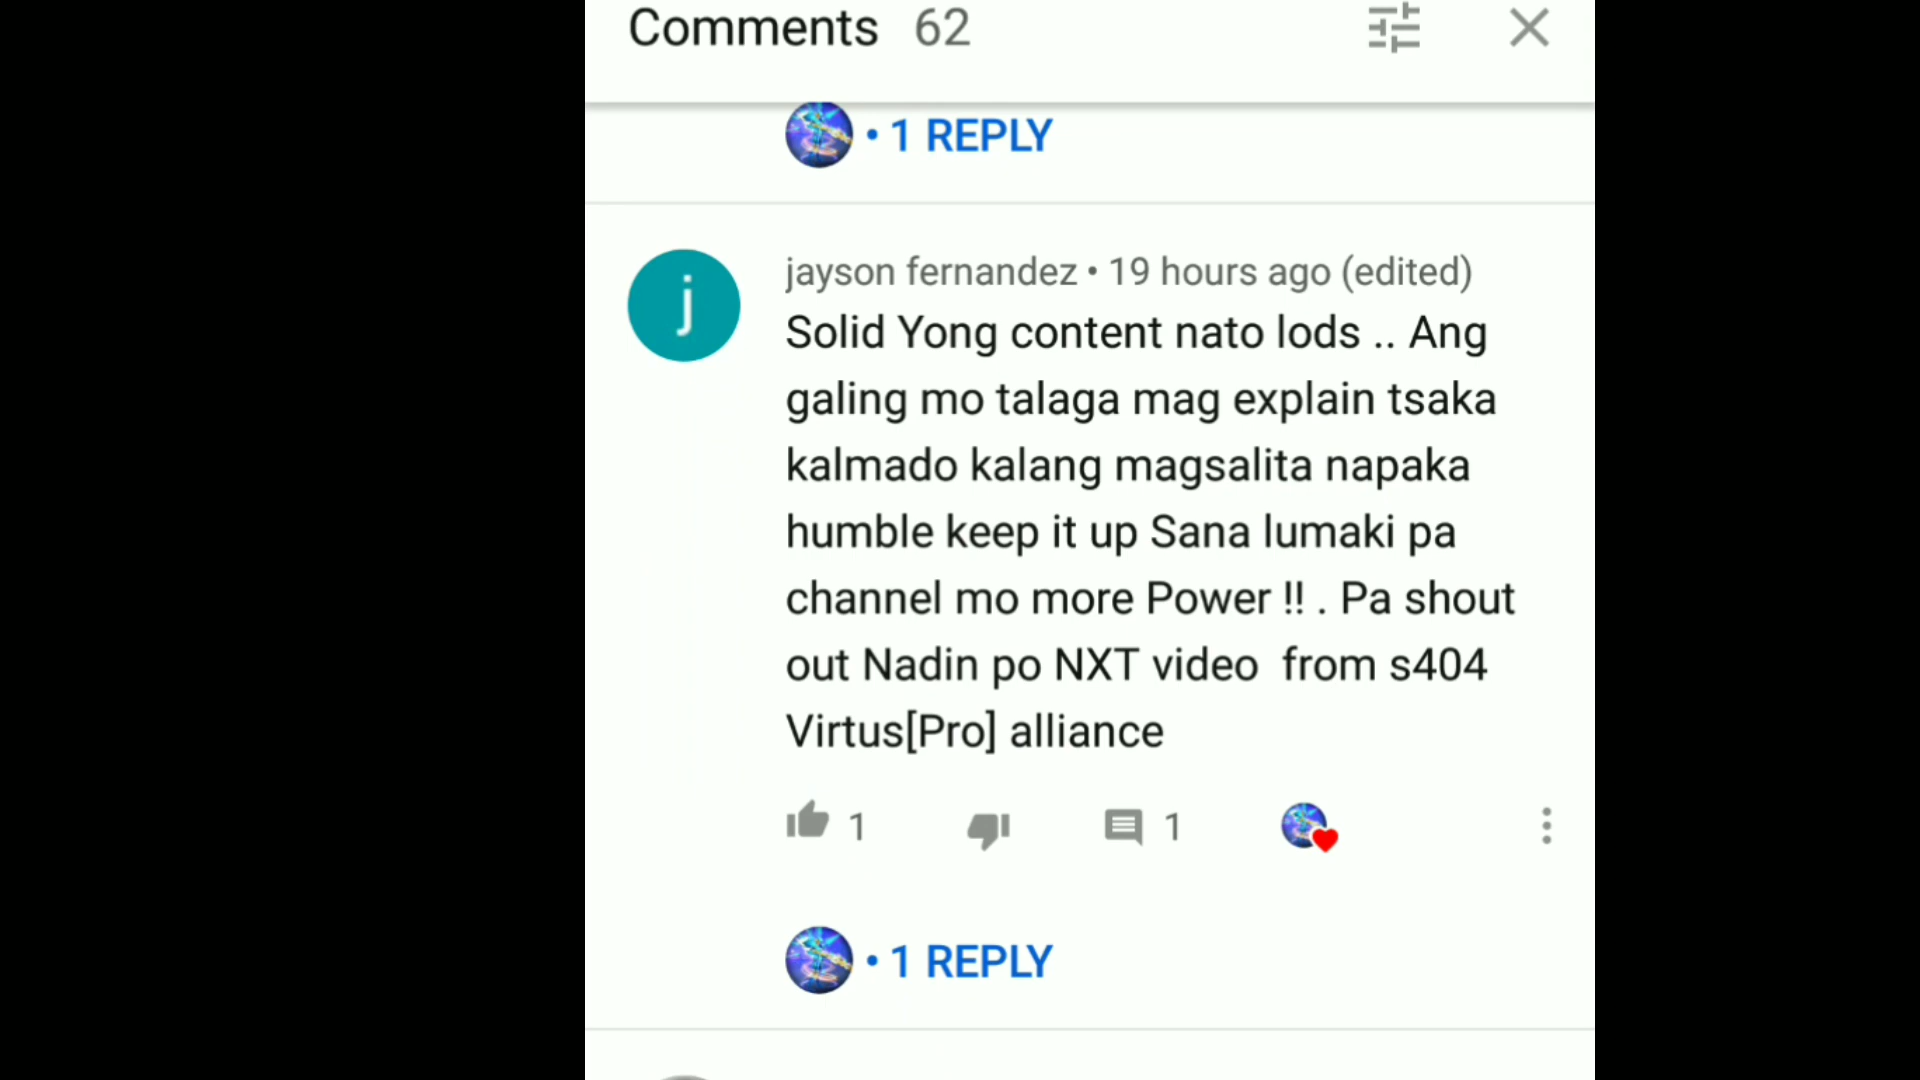 Comments 62
• 1 REPLY
j
jayson fernandez • 19 hours ago (edited)
Solid Yong content nato lods .. Ang
galing mo talaga mag explain tsaka
kalmado kalang magsalita napaka
humble keep it up Sana lumaki pa
channel mo more Power !! . Pa shout
out Nadin po NXT video  from s404
Virtus[Pro] alliance
1 1
• 1 REPLY